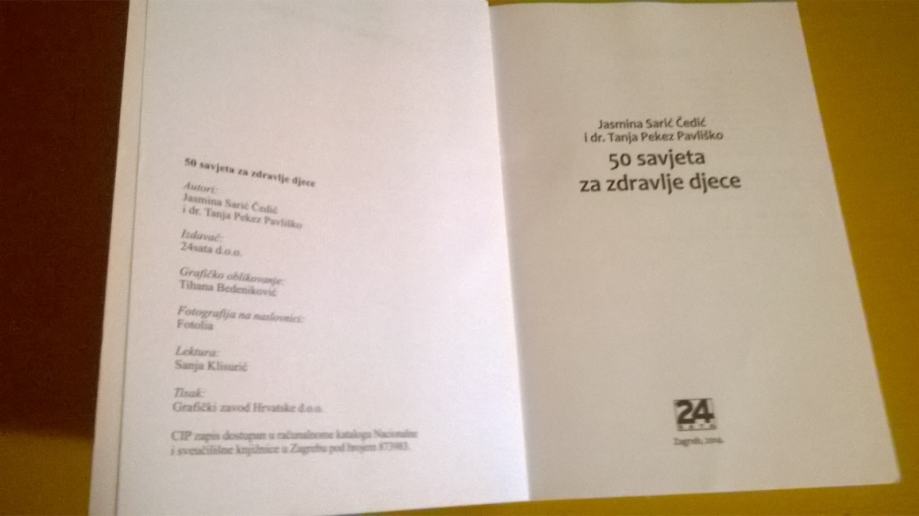 50 savjeta za zdravlje djece
Autori:
Jasmina Sarić Čedić
i dr. Tanja Pekez Pavliško
Izdavač:
24sata d.o.o.
Grafičko oblikovanje:
Tihana Bedeniković
Fotografija na naslovnici:
Fotolia
Lektura:
Sanja Klisurić
Tisak:
Grafički zavod Hrvatske d.o.o.
CIP zapis dostupan u računalnome katalogu Nacionalne
i sveučilišne knjižnice u Zagrebu pod brojem 873983.
Jasmina Sarić Čedić
i dr. Tanja Pekez Pavliško
50 savjeta
za zdravlje djece
24
SATA
Zagreb,